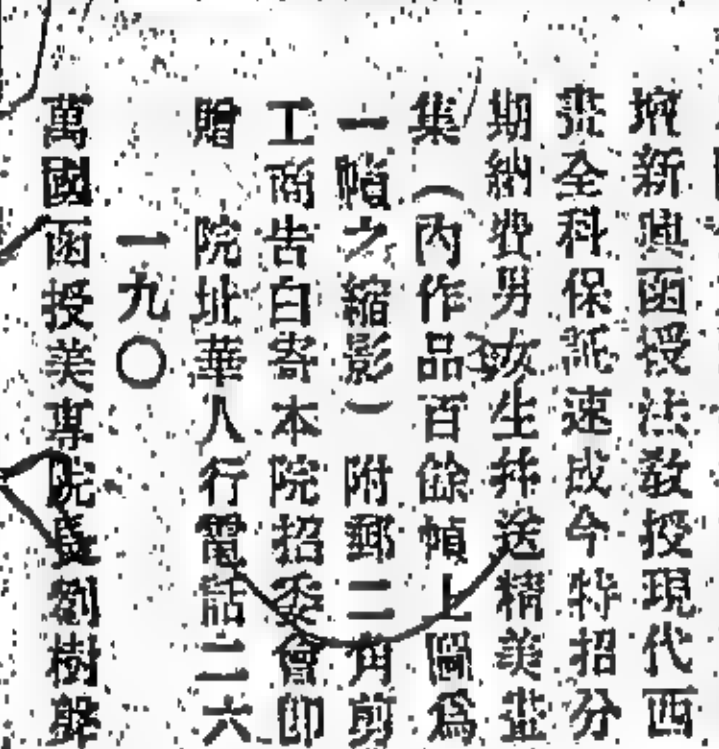 新興函授法教授現代西
畫全科保証速成今特招分
期納費男女生并送精美畫
集（內作品百餘幀上圖爲
一幀之縮影）附郵二角剪
工商告白寄本院招委會卽
贈　院址華人行電話二六
一九〇
萬國函授美專院長劉樹聲